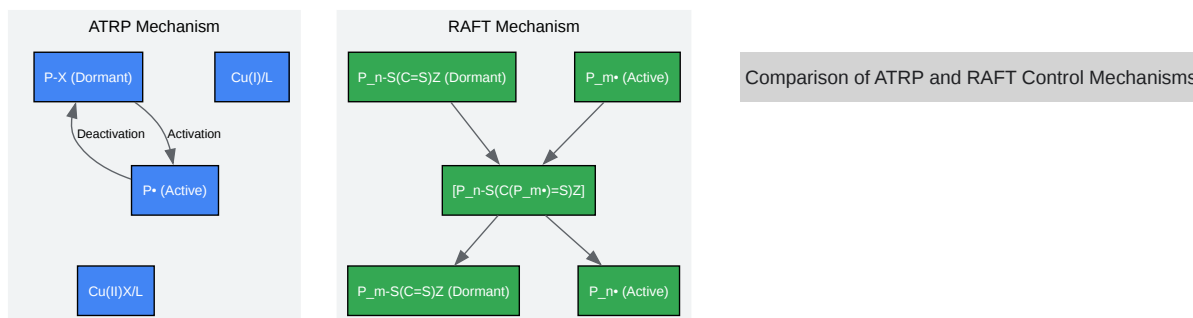 ATRP Mechanism
P-X (Dormant)
Cu(I)/L
Deactivation
Activation
P• (Active)
Cu(II)X/L
RAFT Mechanism
P_n-S(C=S)Z (Dormant)
P_m• (Active)
[P_n-S(C(P_m•)=S)Z]
P_m-S(C=S)Z (Dormant)
P_n• (Active)
Comparison of ATRP and RAFT Control Mechanisms